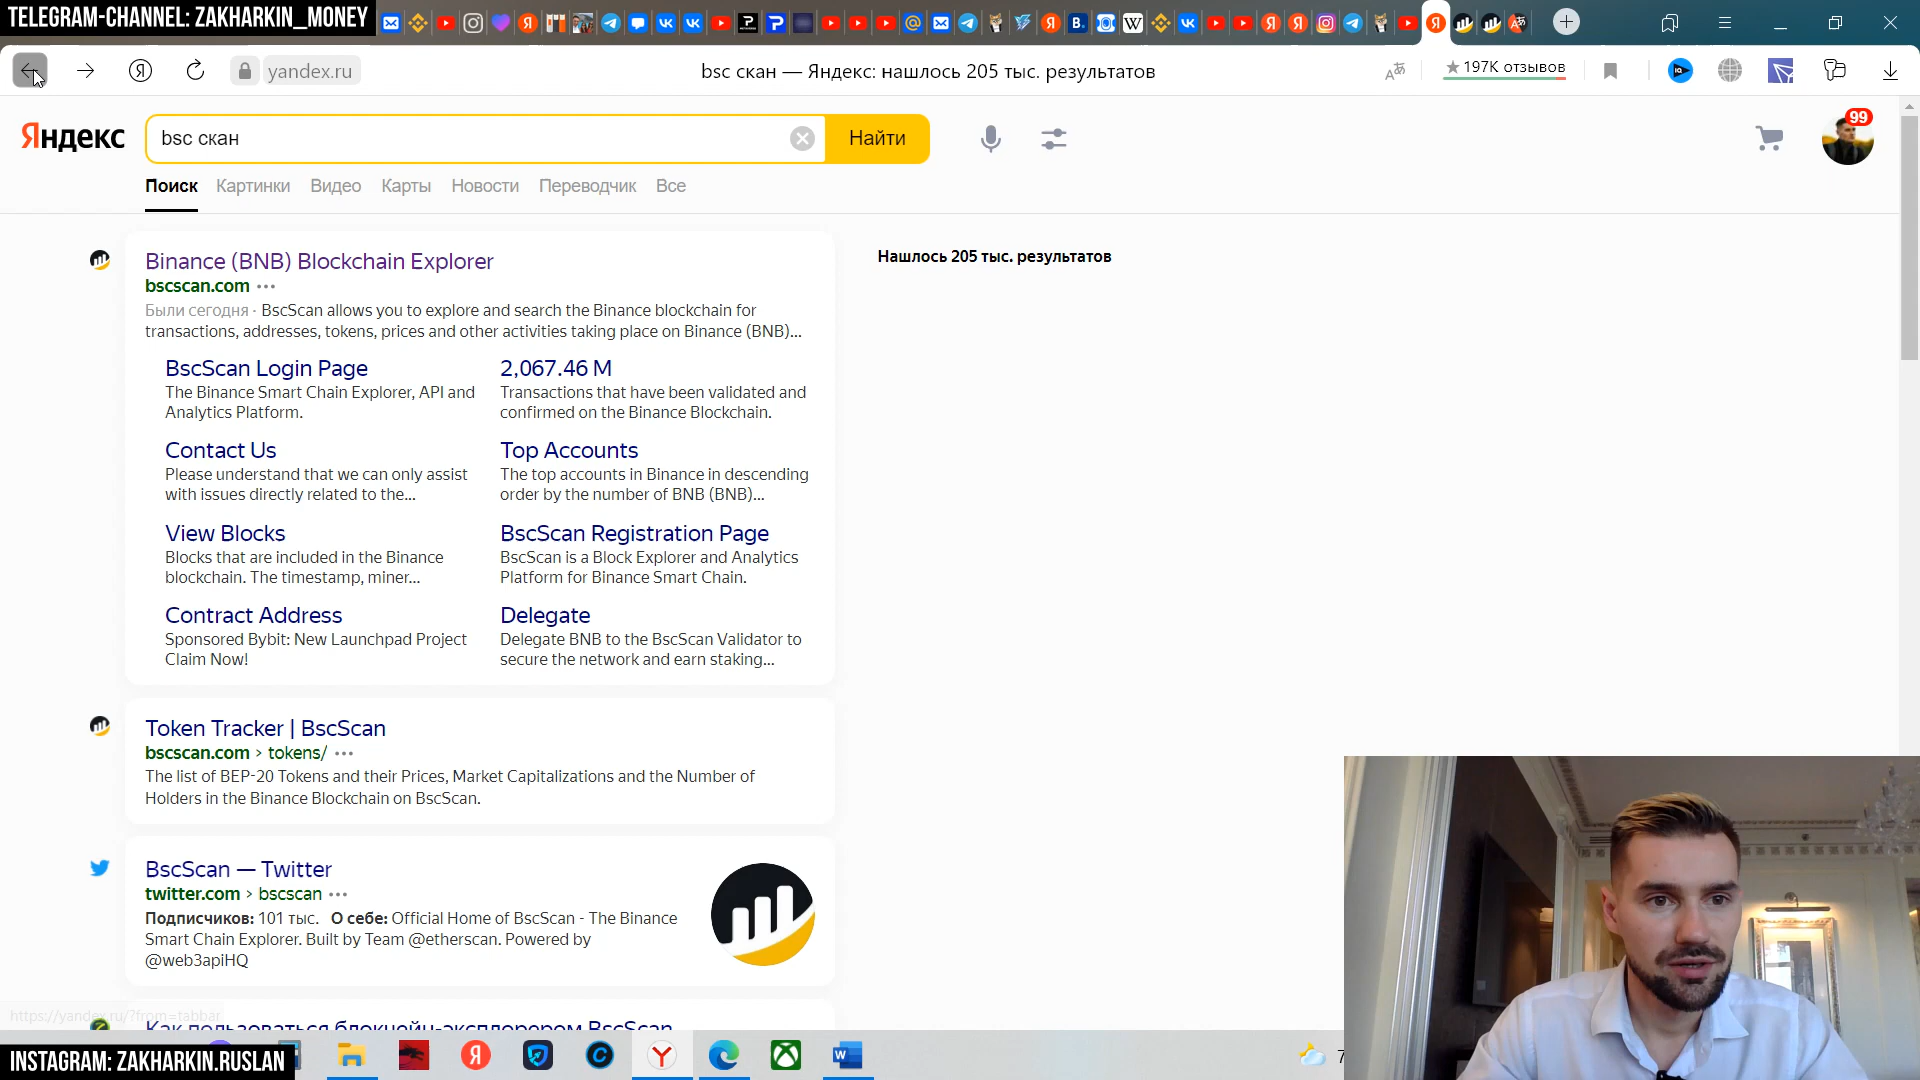 TELEGRAM-CHANNEL: ZAKHARKIN_MONEY
yandex.ru
bsc скан — Яндекс: нашлось 205 тыс. результатов
★ 197K отзывов
Яндекс
bsc скан
Найти
99
Поиск Картинки Видео Карты Новости Переводчик Все
Binance (BNB) Blockchain Explorer
bscscan.com
Были сегодня · BscScan allows you to explore and search the Binance blockchain for
transactions, addresses, tokens, prices and other activities taking place on Binance (BNB)...
Нашлось 205 тыс. результатов
BscScan Login Page
The Binance Smart Chain Explorer, API and
Analytics Platform.
2,067.46 M
Transactions that have been validated and
confirmed on the Binance Blockchain.
Contact Us
Please understand that we can only assist
with issues directly related to the...
Top Accounts
The top accounts in Binance in descending
order by the number of BNB (BNB)...
View Blocks
Blocks that are included in the Binance
blockchain. The timestamp, miner...
BscScan Registration Page
BscScan is a Block Explorer and Analytics
Platform for Binance Smart Chain.
Contract Address
Sponsored Bybit: New Launchpad Project
Claim Now!
Delegate
Delegate BNB to the BscScan Validator to
secure the network and earn staking...
Token Tracker | BscScan
bscscan.com › tokens/
The list of BEP-20 Tokens and their Prices, Market Capitalizations and the Number of
Holders in the Binance Blockchain on BscScan.
BscScan — Twitter
twitter.com › bscscan
Подписчиков: 101 тыс. О себе: Official Home of BscScan - The Binance
Smart Chain Explorer. Built by Team @etherscan. Powered by
@web3apiHQ
https://yandex.ru/?from=tabbar
Как пользоваться блокчейн-эксплорером BscScan
INSTAGRAM: ZAKHARKIN.RUSLAN